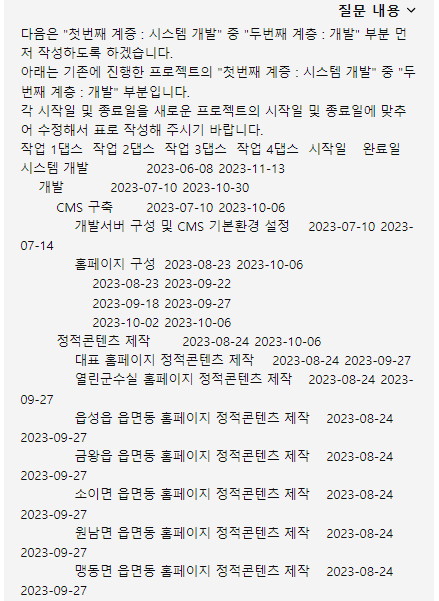 질문 내용
다음은 "첫번째 계증 : 시스템 개발" 중 "두번째 계층 : 개발" 부분 먼
저 작성하도록 하겠습니다.
아래는 기존에 진행한 프로젝트의 "첫번째 계증 : 시스템 개발" 중 "두
번째 계층 : 개발" 부분입니다.
각 시작일 및 종료일을 새로운 프로젝트의 시작일 및 종료일에 맞추
어 수정해서 표로 작성해 주시기 바랍니다.
작업 1댑스 작업 2댑스 작업 3댑스 작업 4댑스 시작일 완료일
시스템 개발 2023-06-08 2023-11-13
개발 2023-07-10 2023-10-30
CMS 구축 2023-07-10 2023-10-06
개발서버 구성 및 CMS 기본환경 설정 2023-07-10 2023-
07-14
홈페이지 구성 2023-08-23 2023-10-06
2023-08-23 2023-09-22
2023-09-18 2023-09-27
2023-10-02 2023-10-06
정적콘텐츠 제작 2023-08-24 2023-10-06
대표 홈페이지 정적콘텐츠 제작 2023-08-24 2023-09-27
열린군수실 홈페이지 정적콘텐츠 제작 2023-08-24 2023-
09-27
읍성읍 읍면동 홈페이지 정적콘텐츠 제작 2023-08-24
2023-09-27
금왕읍 읍면동 홈페이지 정적콘텐츠 제작 2023-08-24
2023-09-27
소이면 읍면동 홈페이지 정적콘텐츠 제작 2023-08-24
2023-09-27
원남면 읍면동 홈페이지 정적콘텐츠 제작 2023-08-24
2023-09-27
맹동면 읍면동 홈페이지 정적콘텐츠 제작 2023-08-24
2023-09-27